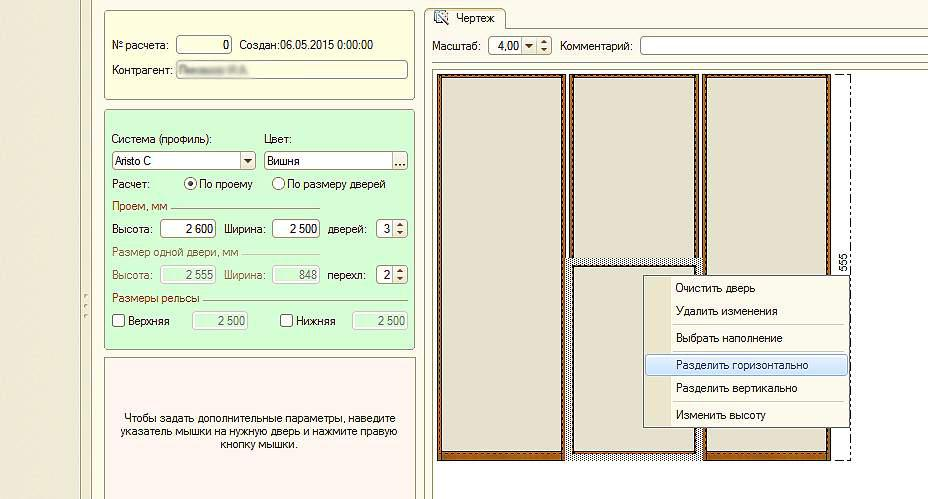 № расчета: 0 Создан:06.05.2015 0:00:00
Контрагент:
Система (профиль): Цвет:
Aristo C Вишня ...
Расчет: По проему По размеру дверей
Проем, мм
Высота: 2 600 Ширина: 2 500 дверей: 3
Размер одной двери, мм
Высота: 2 555 Ширина: 848 перехл: 2
Размеры рельсы
Верхняя 2 500 Нижняя 2 500
Чтобы задать дополнительные параметры, наведите
указатель мышки на нужную дверь и нажмите правую
кнопку мышки.
Чертеж
Масштаб: 4,00 Комментарий:
555
Очистить дверь
Удалить изменения
Выбрать наполнение
Разделить горизонтально
Разделить вертикально
Изменить высоту